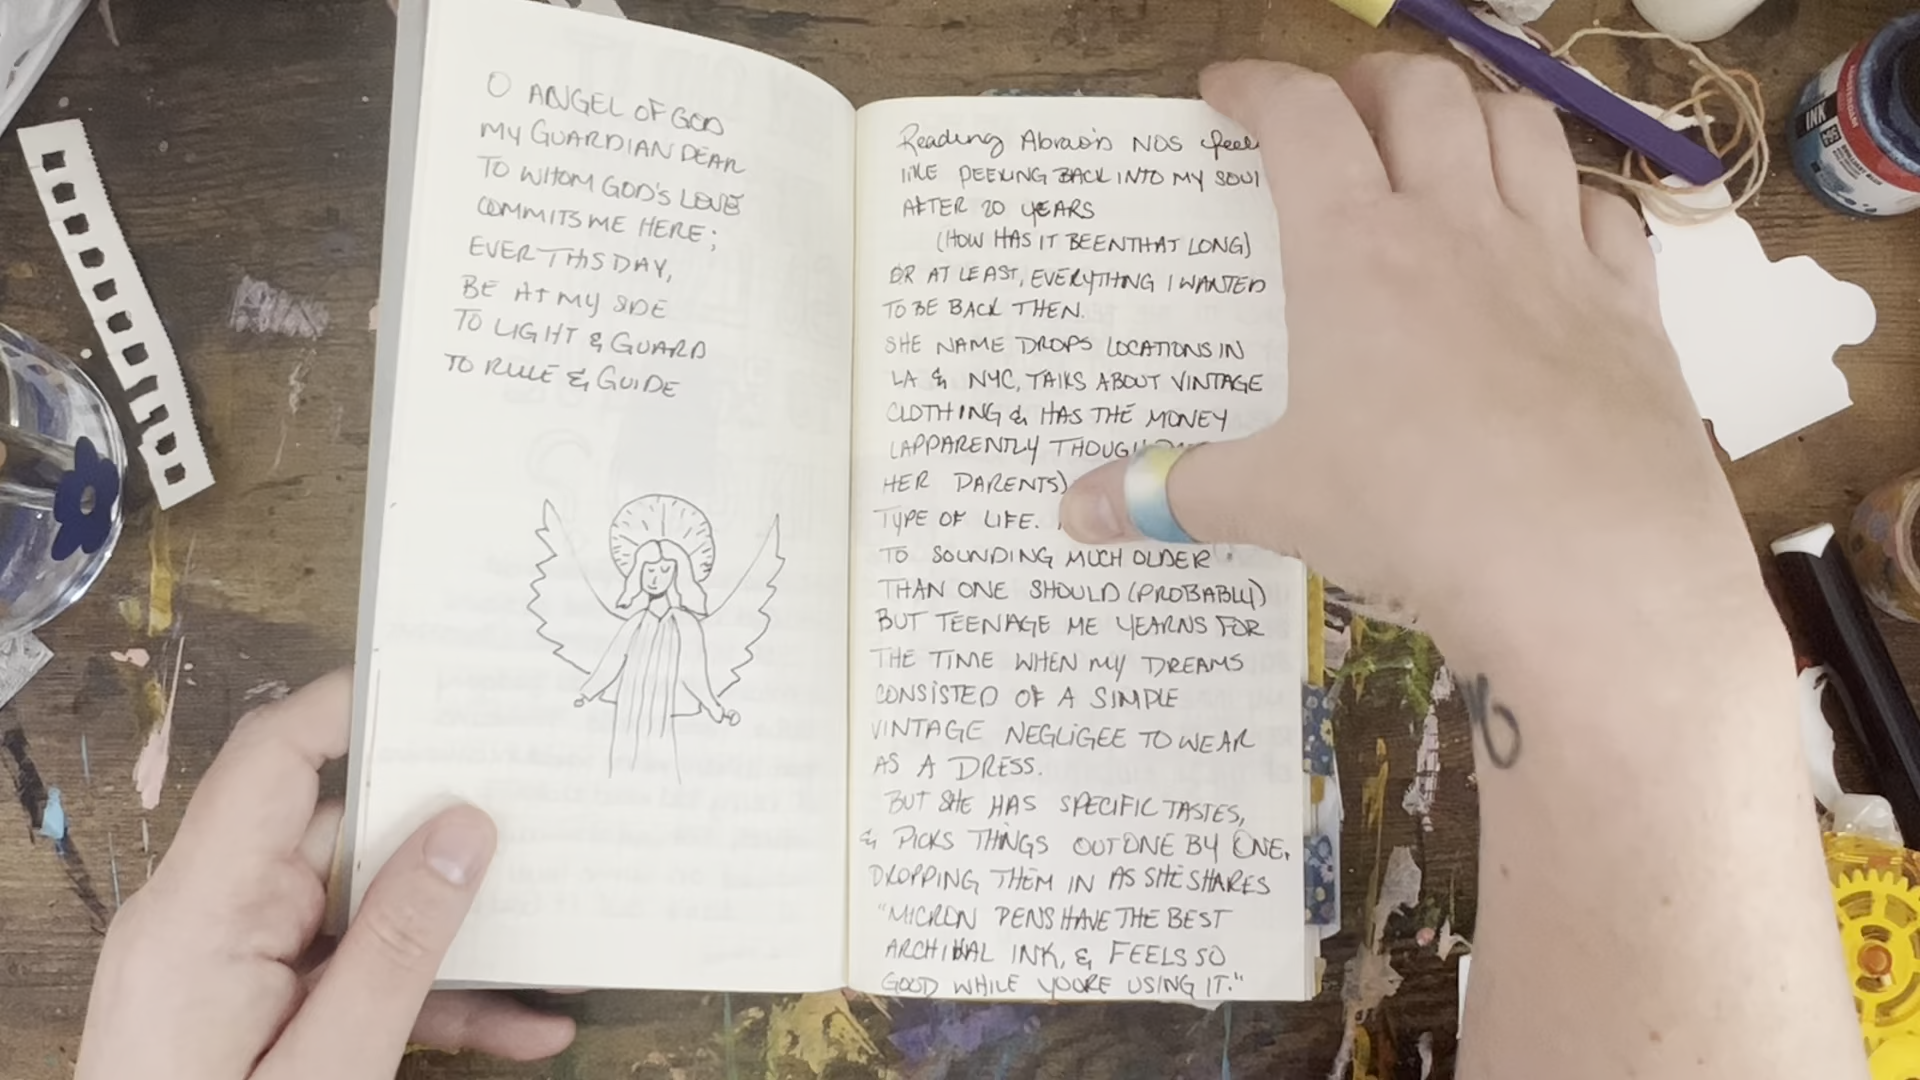 O ANGEL OF GOD
MY GUARDIAN DEAR
TO WHOM GOD'S LOVE
COMMITS ME HERE;
EVER THIS DAY,
BE AT MY SIDE
TO LIGHT & GUARD
TO RULE & GUIDE
Reading Abrao's NOS feel
LIKE PEEKING BACK INTO MY SOUL
AFTER 20 YEARS
(HOW HAS IT BEEN THAT LONG)
OR AT LEAST, EVERYTHING I WANTED
TO BE BACK THEN.
SHE NAME DROPS LOCATIONS IN
LA & NYC, TALKS ABOUT VINTAGE
CLOTHING & HAS THE MONEY
(APPARENTLY THOUGH
HER PARENTS)
TYPE OF LIFE.
TO SOUNDING MUCH OLDER
THAN ONE SHOULD (PROBABLY)
BUT TEENAGE ME YEARNS FOR
THE TIME WHEN MY DREAMS
CONSISTED OF A SIMPLE
VINTAGE NEGLIGEE TO WEAR
AS A DRESS.
BUT SHE HAS SPECIFIC TASTES,
& PICKS THINGS OUT ONE BY ONE,
DROPPING THEM IN AS SHE SHARES
"MICRON PENS HAVE THE BEST
ARCHIVAL INK, & FEELS SO
GOOD WHILE YOURE USING IT."